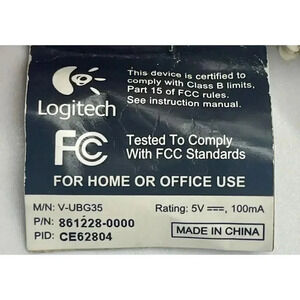 This device is certified to
comply with Class B limits,
Part 15 of FCC rules.
See instruction manual.
Logitech
FC Tested To Comply
With FCC Standards
FOR HOME OR OFFICE USE
M/N: V-UBG35 Rating: 5V ⎓, 100mA
P/N: 861228-0000
PID: CE62804 MADE IN CHINA